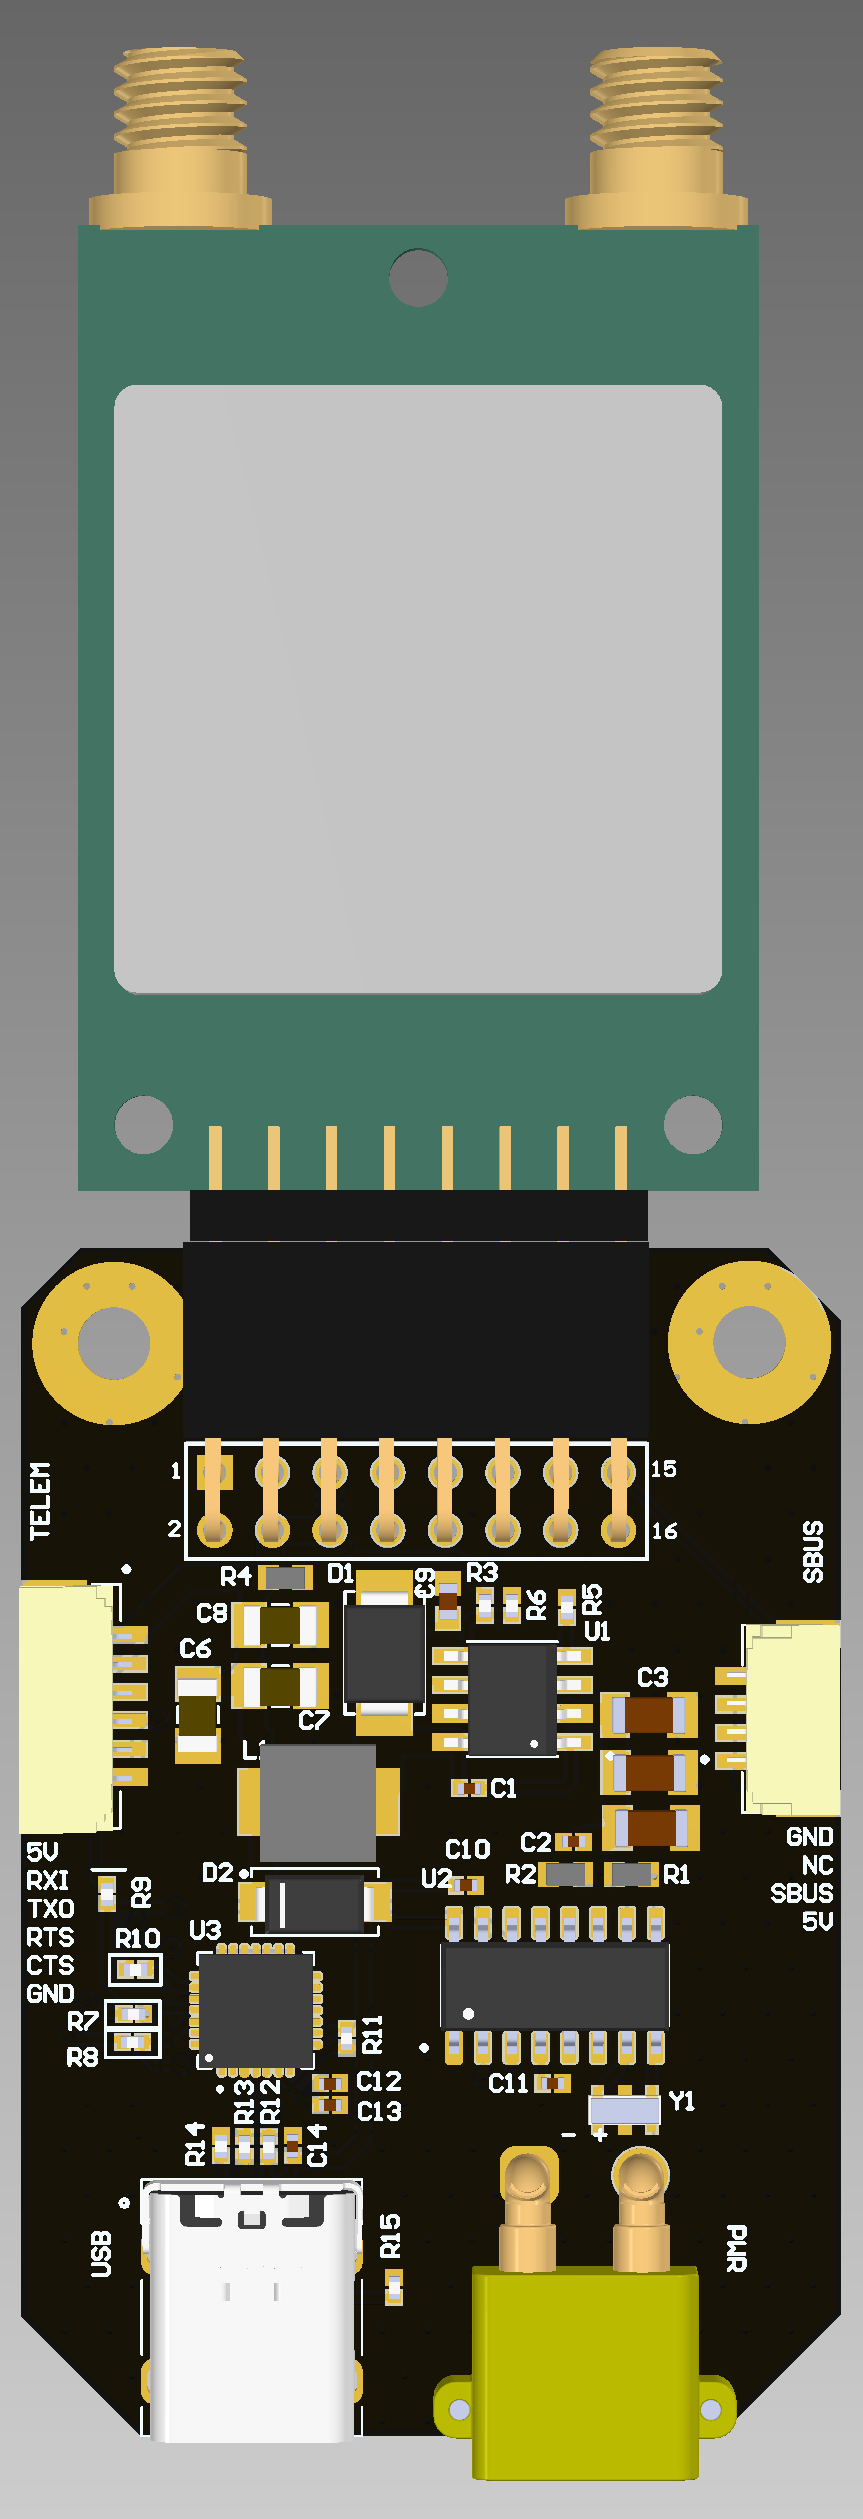 1
15
2
16
TELEM
SBUS
R4
D1
C9
R3
C8
R6
R5
U1
C6
C7
C3
L1
C1
GND
NC
SBUS
5V
5V
RXI
TXO
RTS
CTS
GND
C10
C2
D2
U2
R2
R1
R9
U3
R10
R7
R8
R11
C12
C13
C11
Y1
R14
R13
R12
C14
- +
USB
R15
PWR